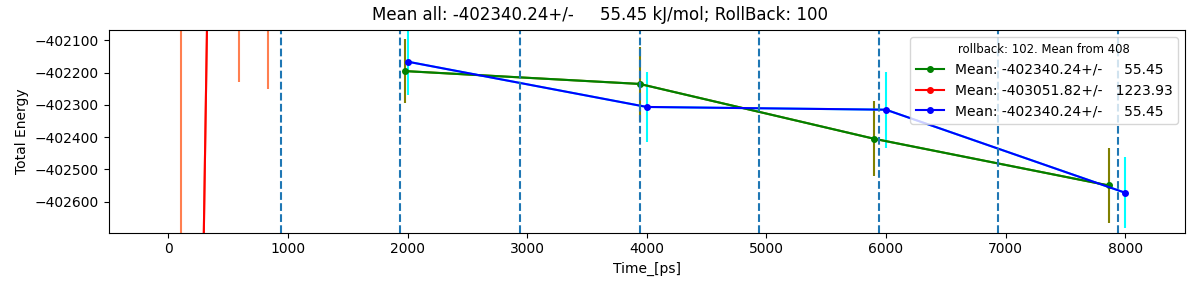 Mean all: -402340.24+/-     55.45 kJ/mol; RollBack: 100
rollback: 102. Mean from 408
Mean: -402340.24+/-     55.45
Mean: -403051.82+/-   1223.93
Mean: -402340.24+/-     55.45
Total Energy
−402100
−402200
−402300
−402400
−402500
−402600
0 1000 2000 3000 4000 5000 6000 7000 8000
Time_[ps]